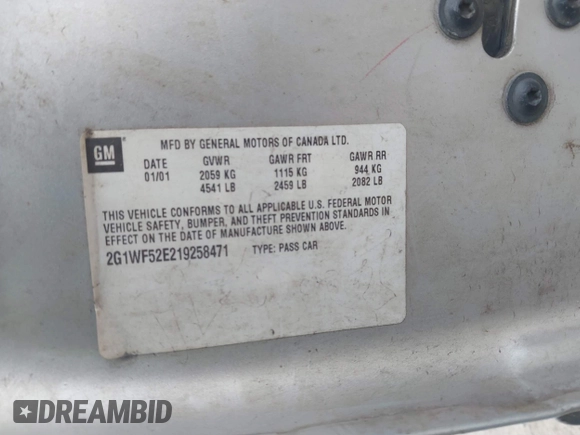 GM
MFD BY GENERAL MOTORS OF CANADA LTD.
DATE GVWR GAWR FRT GAWR RR
01/01 2059 KG 1115 KG 944 KG
4541 LB 2459 LB 2082 LB
THIS VEHICLE CONFORMS TO ALL APPLICABLE U.S. FEDERAL MOTOR
VEHICLE SAFETY, BUMPER, AND THEFT PREVENTION STANDARDS IN
EFFECT ON THE DATE OF MANUFACTURE SHOWN ABOVE.
2G1WF52E219258471 TYPE: PASS CAR
DREAMBID